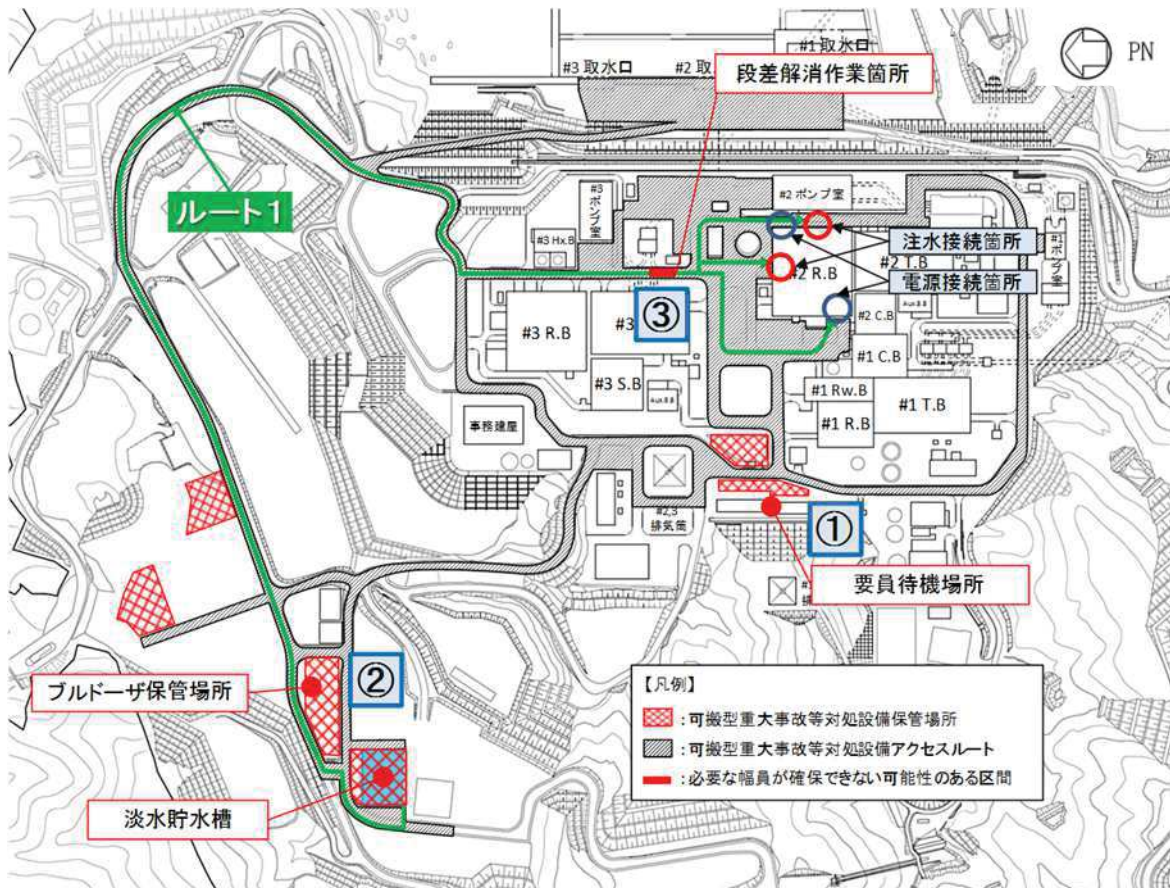 #1 取水口
PN
#3 取水口
#2 取
段差解消作業箇所
ルート1
#3 ポンプ室
#2 ポンプ室
#3 Hx.B
注水接続箇所
#2 T.B
#1 ポンプ室
#2 R.B
電源接続箇所
③
#3 R.B
#3
#2 C.B
Aux.B.B
#1 C.B
#3 S.B
Aux.B.B
#1 Rw.B
#1 T.B
#1 R.B
事務建屋
#2,3
排気筒
①
要員待機場所
②
ブルドーザ保管場所
淡水貯水槽
【凡例】
:可搬型重大事故等対処設備保管場所
:可搬型重大事故等対処設備アクセスルート
:必要な幅員が確保できない可能性のある区間